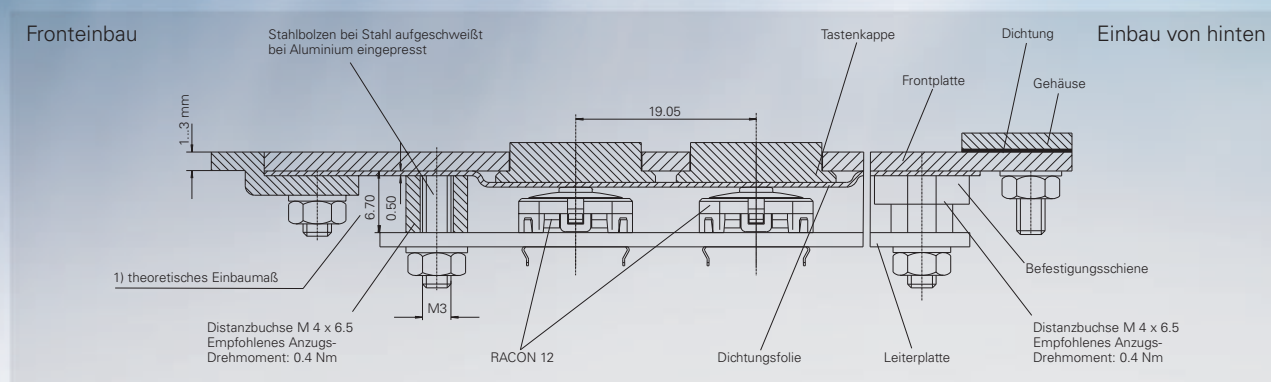 Fronteinbau
Stahlbolzen bei Stahl aufgeschweißt
bei Aluminium eingepresst
Tastenkappe
Dichtung
Einbau von hinten
Frontplatte
Gehäuse
1...3 mm
19.05
6.70
0.50
1) theoretisches Einbaumaß
Befestigungsschiene
M3
Distanzbuchse M 4 x 6.5
Empfohlenes Anzugs-
Drehmoment: 0.4 Nm
RACON 12
Dichtungsfolie
Leiterplatte
Distanzbuchse M 4 x 6.5
Empfohlenes Anzugs-
Drehmoment: 0.4 Nm